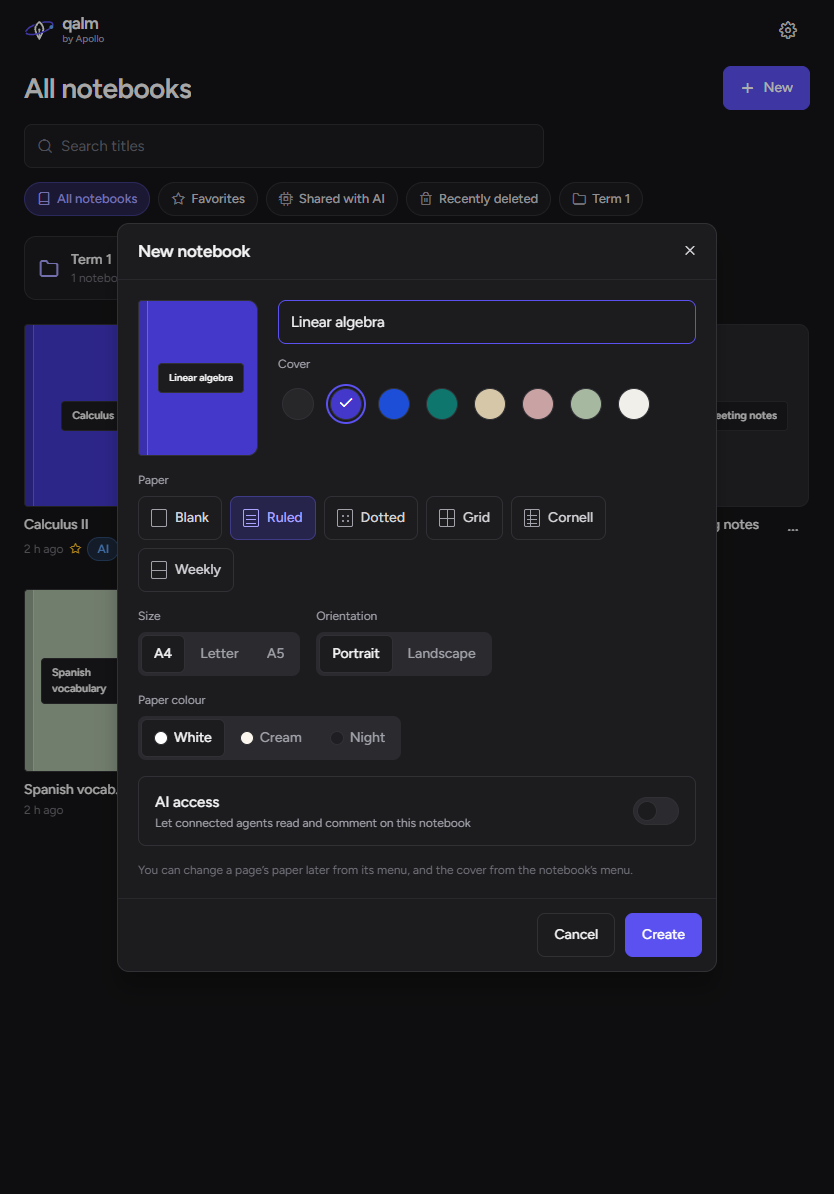 qalm
by Apollo
All notebooks
+ New
Search titles
All notebooks
Favorites
Shared with AI
Recently deleted
Term 1
Term 1
1 notebo
New notebook
Linear algebra
Linear algebra
Cover
Calculus
eeting notes
Calculus II
2 h ago
AI
g notes
...
Paper
Blank
Ruled
Dotted
Grid
Cornell
Weekly
Size
Orientation
A4
Letter
A5
Portrait
Landscape
Spanish
vocabulary
Paper colour
White
Cream
Night
Spanish vocab.
2 h ago
AI access
Let connected agents read and comment on this notebook
You can change a page's paper later from its menu, and the cover from the notebook's menu.
Cancel
Create